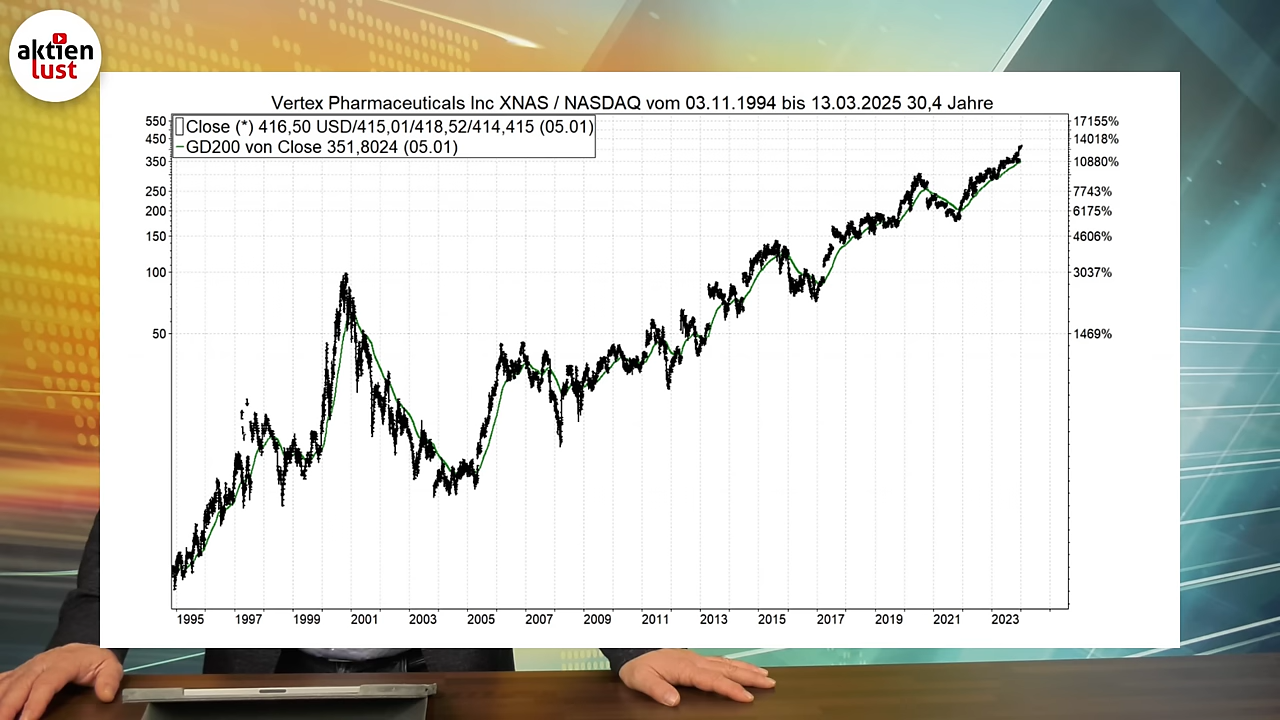 aktien
lust
Vertex Pharmaceuticals Inc XNAS / NASDAQ vom 03.11.1994 bis 13.03.2025 30,4 Jahre
Close (*) 416,50 USD/415,01/418,52/414,415 (05.01)
GD200 von Close 351,8024 (05.01)
550
450
350
250
200
150
100
50
17155%
14018%
10880%
7743%
6175%
4606%
3037%
1469%
1995 1997 1999 2001 2003 2005 2007 2009 2011 2013 2015 2017 2019 2021 2023